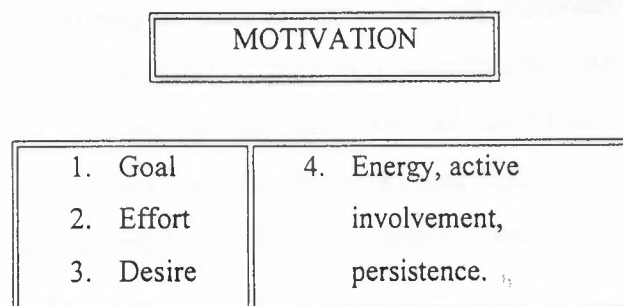 MOTIVATION
1. Goal
2. Effort
3. Desire
4. Energy, active
involvement,
persistence.